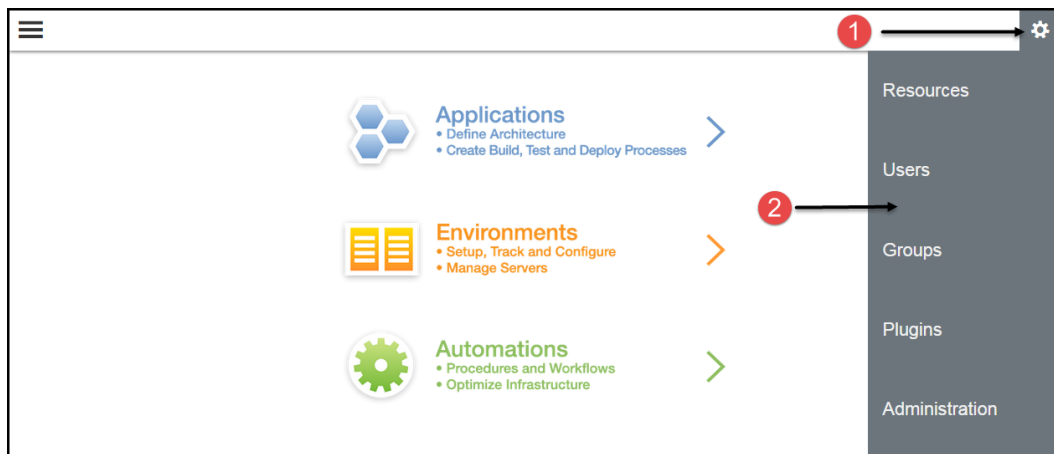 1
Resources
Applications
• Define Architecture
• Create Build, Test and Deploy Processes
Users
2
Environments
• Setup, Track and Configure
• Manage Servers
Groups
Plugins
Automations
• Procedures and Workflows
• Optimize Infrastructure
Administration